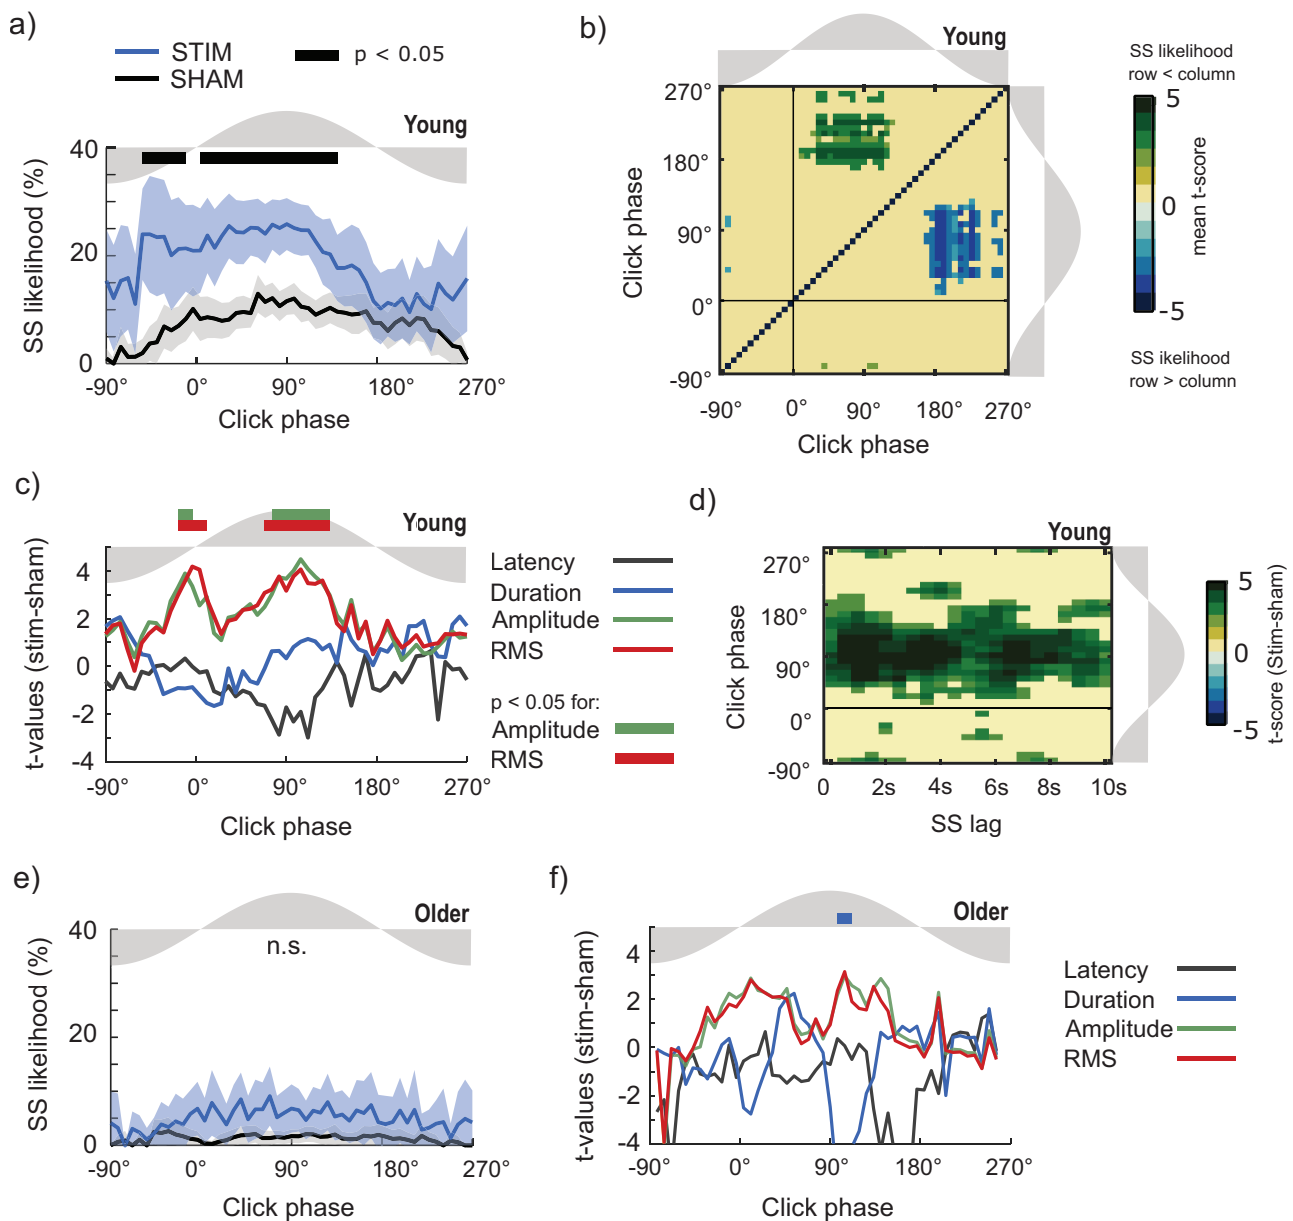 a)
STIM
SHAM
p < 0.05
Young
40
20
0
SS likelihood (%)
-90° 0° 90° 180° 270°
Click phase
b)
Young
270°
180°
90°
0°
-90°
Click phase
-90° 0° 90° 180° 270°
Click phase
SS likelihood
row < column
5
0
-5
mean t-score
SS ikelihood
row > column
c)
Young
4
2
0
-2
-4
t-values (stim-sham)
-90° 0° 90° 180° 270°
Click phase
Latency
Duration
Amplitude
RMS
p < 0.05 for:
Amplitude
RMS
d)
Young
270°
180°
90°
0°
-90°
Click phase
0 2s 4s 6s 8s 10s
SS lag
5
0
-5
t-score (Stim-sham)
e)
Older
n.s.
40
20
0
SS likelihood (%)
-90° 0° 90° 180° 270°
Click phase
f)
Older
4
2
0
-2
-4
t-values (stim-sham)
-90° 0° 90° 180° 270°
Click phase
Latency
Duration
Amplitude
RMS